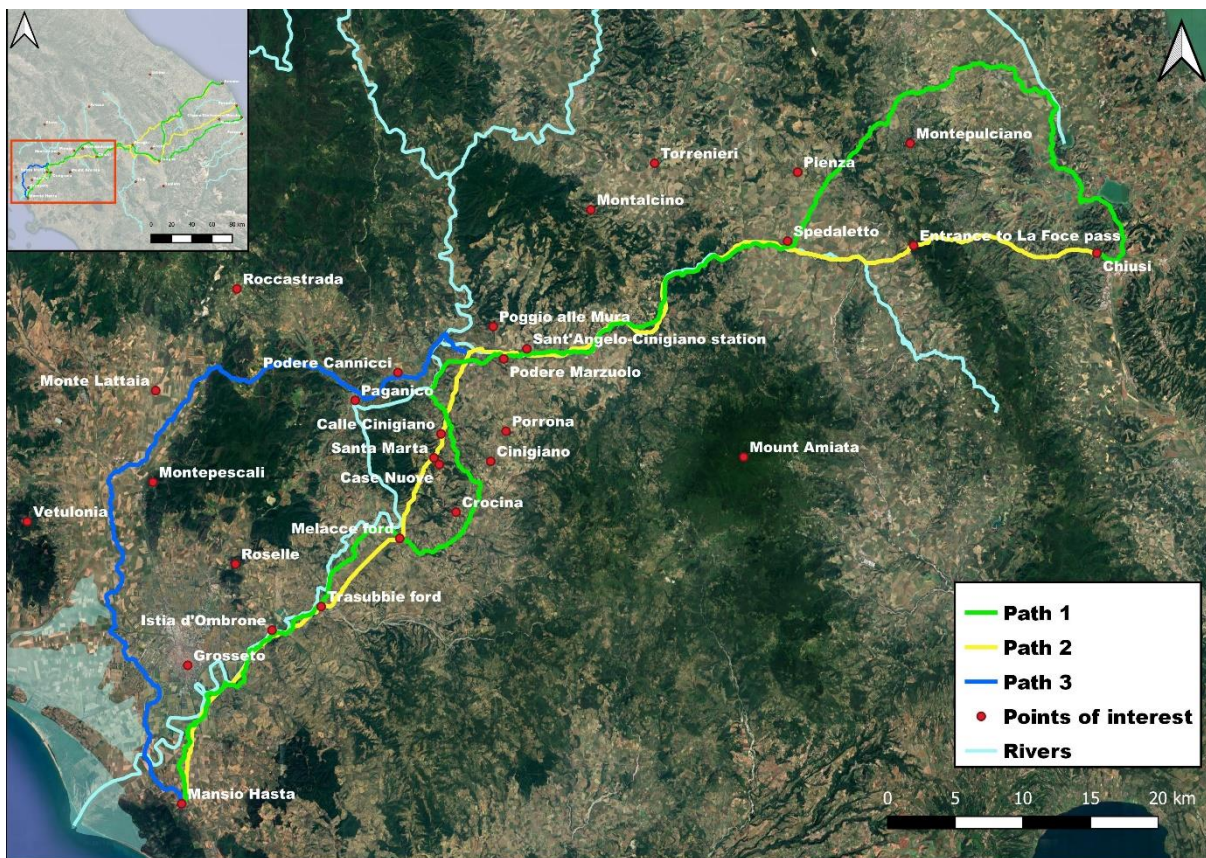 0 20 40 60 80 km
Montepulciano
Torrenieri
Pienza
Montalcino
Spedaletto
Entrance to La Foce pass
Chiusi
Roccastrada
Poggio alle Mura
Sant'Angelo-Cinigiano station
Podere Cannicci
Podere Marzuolo
Monte Lattaia
Paganico
Calle Cinigiano
Porrona
Santa Marta
Cinigiano
Mount Amiata
Case Nuove
Montepescali
Crocina
Vetulonia
Melacce ford
Roselle
Trasubbie ford
Istia d'Ombrone
Grosseto
Mansio Hasta
Path 1
Path 2
Path 3
Points of interest
Rivers
0 5 10 15 20 km